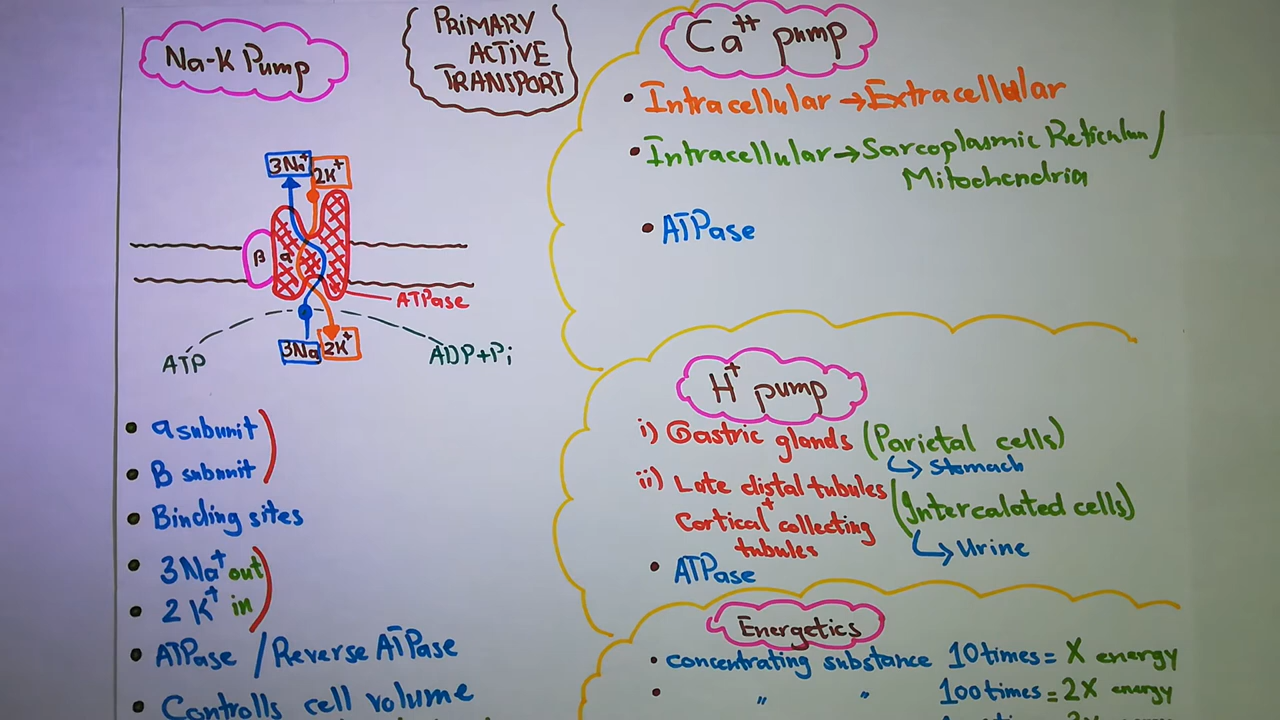 Na-K Pump
PRIMARY
ACTIVE
TRANSPORT
3Na+
2K+
β
α
ATPase
3Na
2K+
ATP
ADP+Pi
• α subunit
• β subunit
• Binding sites
• 3Na+ out
• 2 K+ in
• ATPase / Reverse ATPase
• Controlls cell volume
Ca++ pump
• Intracellular → Extracellular
• Intracellular → Sarcoplasmic Reticulum /
Mitochondria
• ATPase
H+ pump
i) Gastric glands (Parietal cells)
↳ Stomach
ii) Late distal tubules
+
Cortical collecting
tubules
(Intercalated cells)
↳ Urine
• ATPase
Energetics
• concentrating substance 10 times = X energy
• " " 100 times = 2X energy